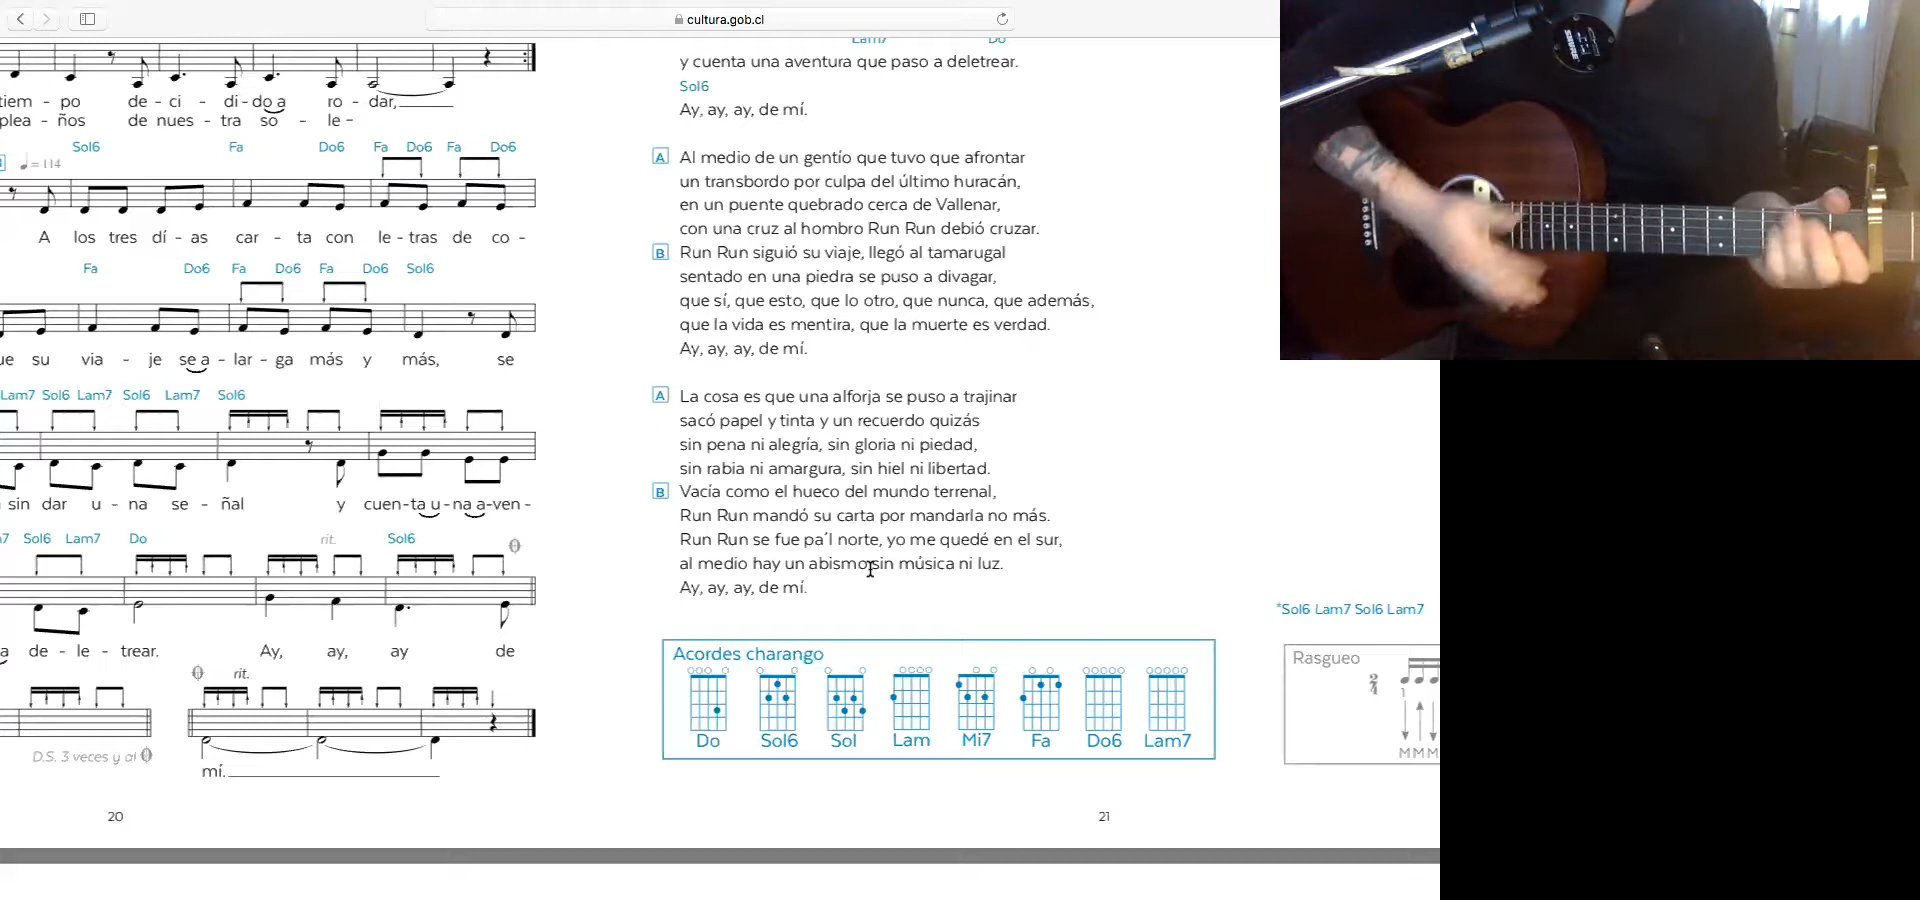 cultura.gob.cl
tiem - po de - ci - di - do a ro - dar,
plea - ños de nues - tra so - le -
Sol6 Fa Do6 Fa Do6 Fa Do6
= 114
A los tres dí - as car - ta con le - tras de co -
Fa Do6 Fa Do6 Fa Do6 Sol6
ue su via - je se a - lar - ga más y más, se
Lam7 Sol6 Lam7 Sol6 Lam7 Sol6
sin dar u - na se - ñal y cuen - ta u - na a - ven -
7 Sol6 Lam7 Do rit. Sol6
a de - le - trear. Ay, ay, ay de
rit.
D.S. 3 veces y al
mí.
20
Lam7 Do
y cuenta una aventura que paso a deletrear.
Sol6
Ay, ay, ay, de mí.
A Al medio de un gentío que tuvo que afrontar
un transbordo por culpa del último huracán,
en un puente quebrado cerca de Vallenar,
con una cruz al hombro Run Run debió cruzar.
B Run Run siguió su viaje, llegó al tamarugal
sentado en una piedra se puso a divagar,
que sí, que esto, que lo otro, que nunca, que además,
que la vida es mentira, que la muerte es verdad.
Ay, ay, ay, de mí.
A La cosa es que una alforja se puso a trajinar
sacó papel y tinta y un recuerdo quizás
sin pena ni alegría, sin gloria ni piedad,
sin rabia ni amargura, sin hiel ni libertad.
B Vacía como el hueco del mundo terrenal,
Run Run mandó su carta por mandarla no más.
Run Run se fue pa´l norte, yo me quedé en el sur,
al medio hay un abismo sin música ni luz.
Ay, ay, ay, de mí.
Acordes charango
Do Sol6 Sol Lam Mi7 Fa Do6 Lam7
21
*Sol6 Lam7 Sol6 Lam7
Rasgueo
2
4
1
M M M
SHURE